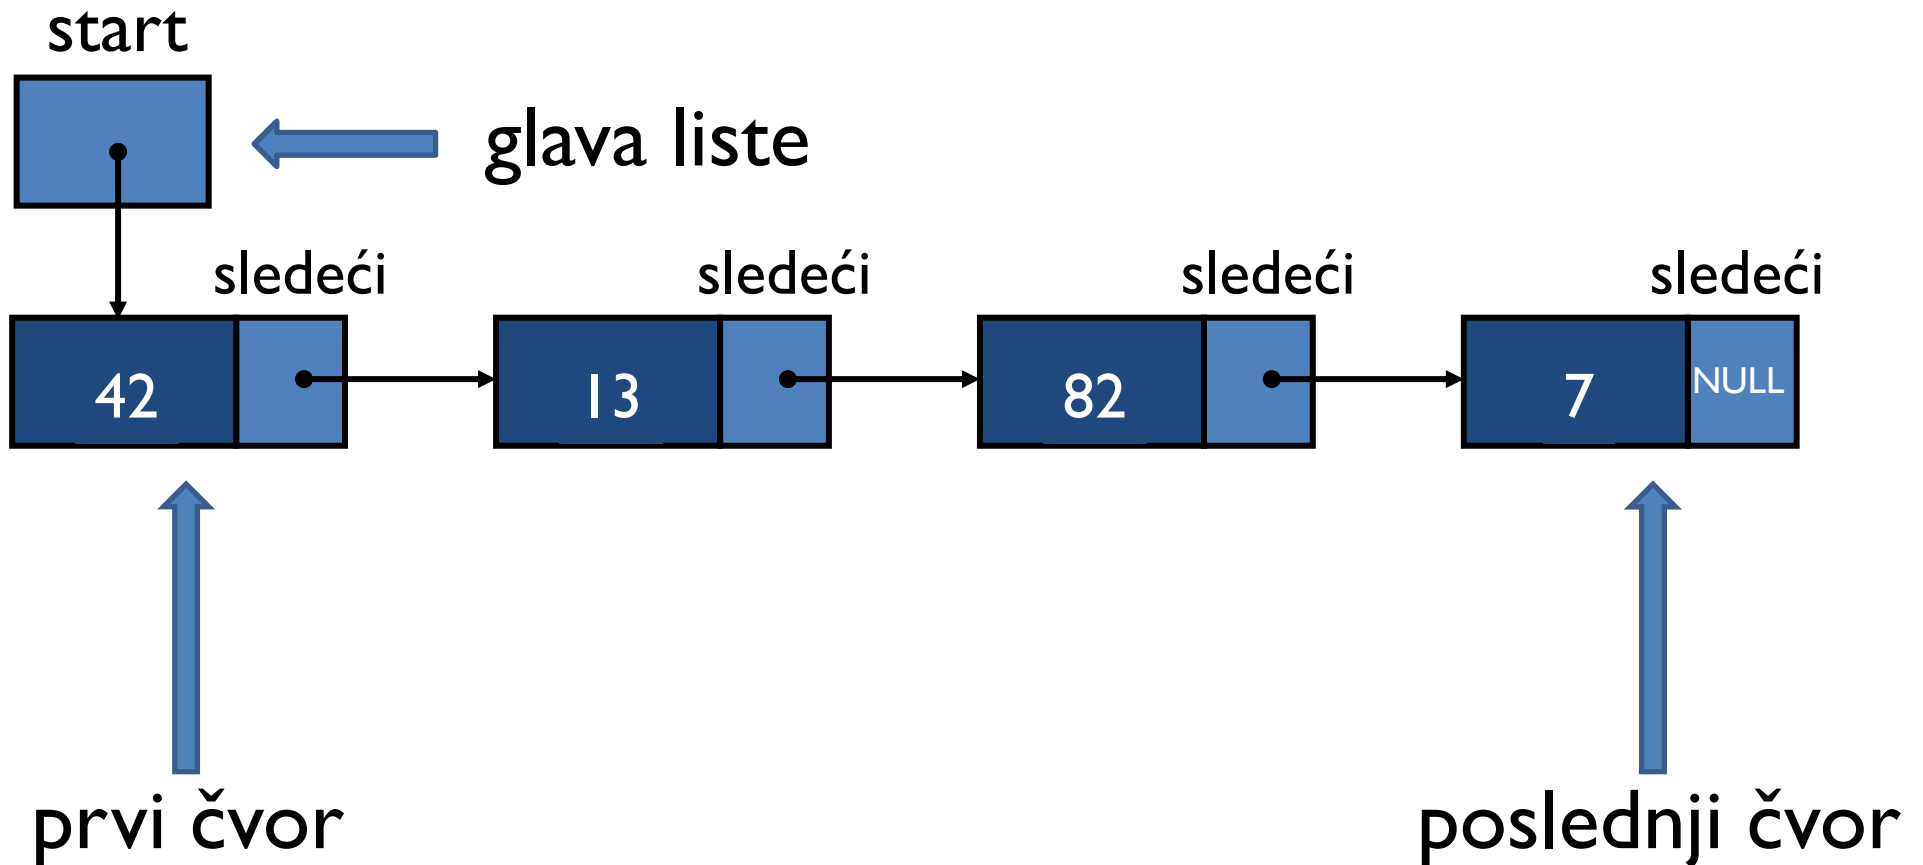 start
glava liste
sledeći sledeći sledeći sledeći
42 13 82 7 NULL
prvi čvor poslednji čvor